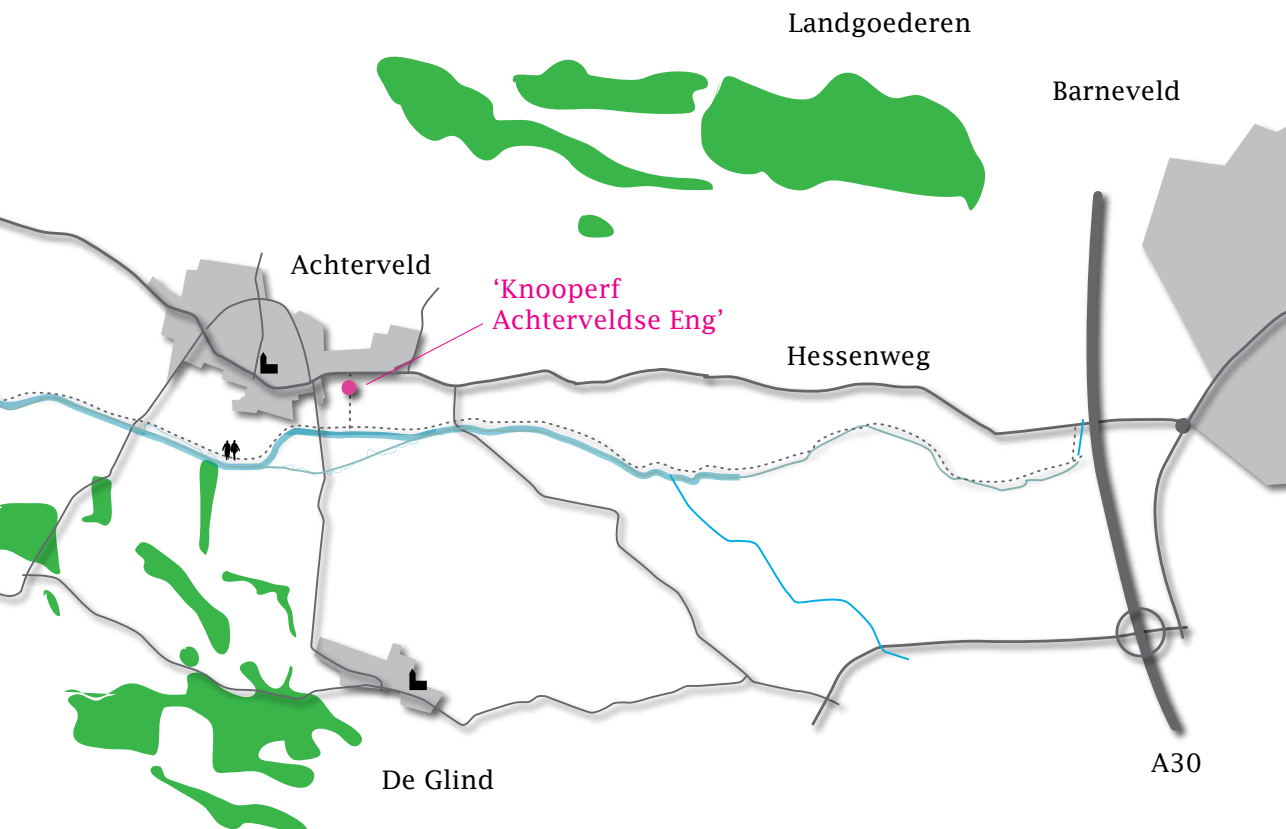 Landgoederen
Barneveld
Achterveld
‘Knooperf
Achterveldse Eng’
Hessenweg
A30
De Glind